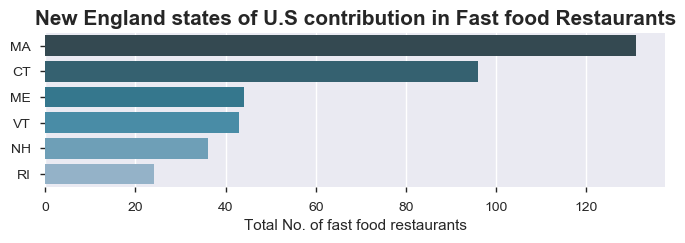 New England states of U.S contribution in Fast food Restaurants
MA
CT
ME
VT
NH
RI
0 20 40 60 80 100 120
Total No. of fast food restaurants